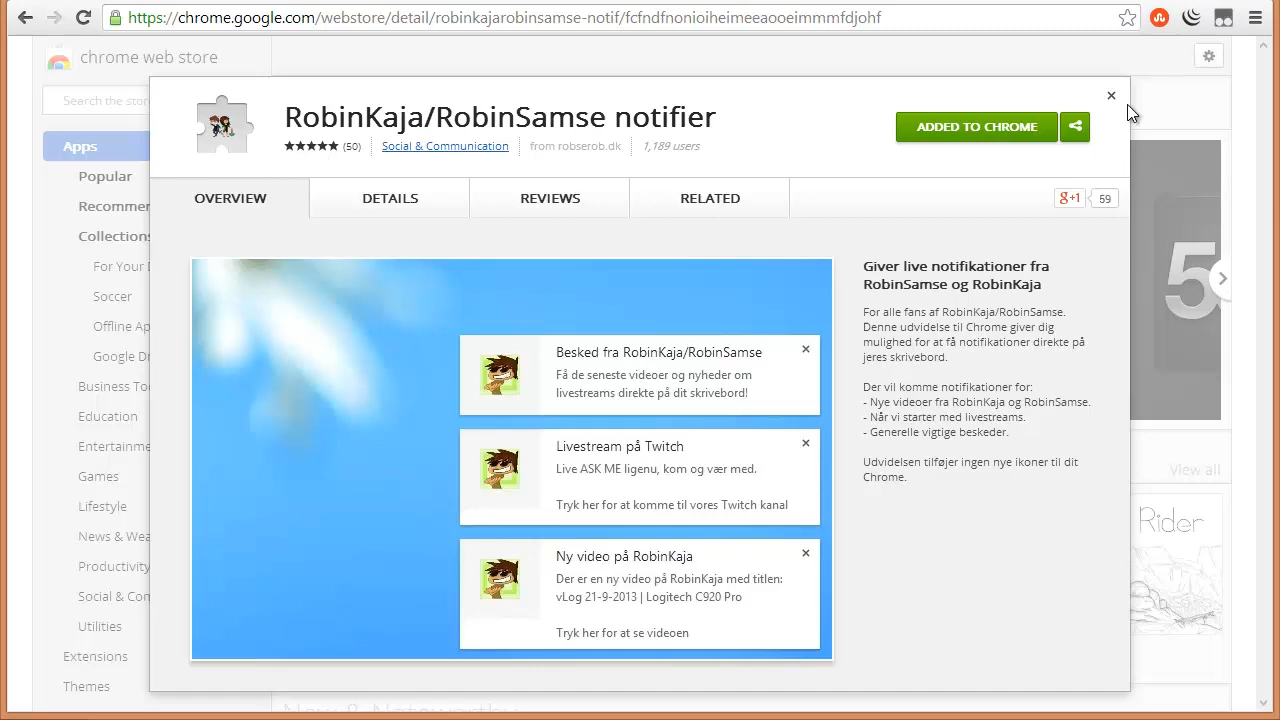 https://chrome.google.com/webstore/detail/robinkajarobinsamse-notif/fcfndfnonioiheimeeaooeimmmfdjohf
chrome web store
Search the store
RobinKaja/RobinSamse notifier
(50)
Social & Communication
from robserob.dk
1,189 users
ADDED TO CHROME
OVERVIEW
DETAILS
REVIEWS
RELATED
g+1
59
Apps
Popular
Recommen
Collections
For Your D
Soccer
Offline Ap
Google Dr
Business Too
Education
Entertainme
Games
Lifestyle
News & Wea
Productivity
Social & Com
Utilities
Extensions
Themes
Besked fra RobinKaja/RobinSamse
Få de seneste videoer og nyheder om
livestreams direkte på dit skrivebord!
Livestream på Twitch
Live ASK ME ligenu, kom og vær med.
Tryk her for at komme til vores Twitch kanal
Ny video på RobinKaja
Der er en ny video på RobinKaja med titlen:
vLog 21-9-2013 | Logitech C920 Pro
Tryk her for at se videoen
Giver live notifikationer fra
RobinSamse og RobinKaja
For alle fans af RobinKaja/RobinSamse.
Denne udvidelse til Chrome giver dig
mulighed for at få notifikationer direkte på
jeres skrivebord.
Der vil komme notifikationer for:
- Nye videoer fra RobinKaja og RobinSamse.
- Når vi starter med livestreams.
- Generelle vigtige beskeder.
Udvidelsen tilføjer ingen nye ikoner til dit
Chrome.
5
View all
Rider